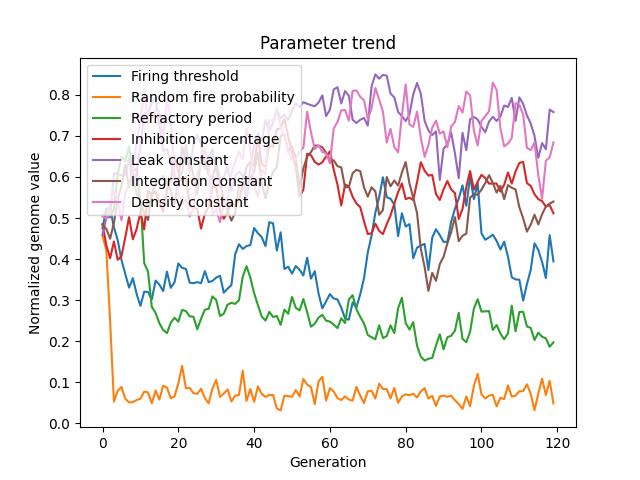 Parameter trend
Firing threshold
Random fire probability
Refractory period
Inhibition percentage
Leak constant
Integration constant
Density constant
Normalized genome value
0.8
0.7
0.6
0.5
0.4
0.3
0.2
0.1
0.0
0 20 40 60 80 100 120
Generation